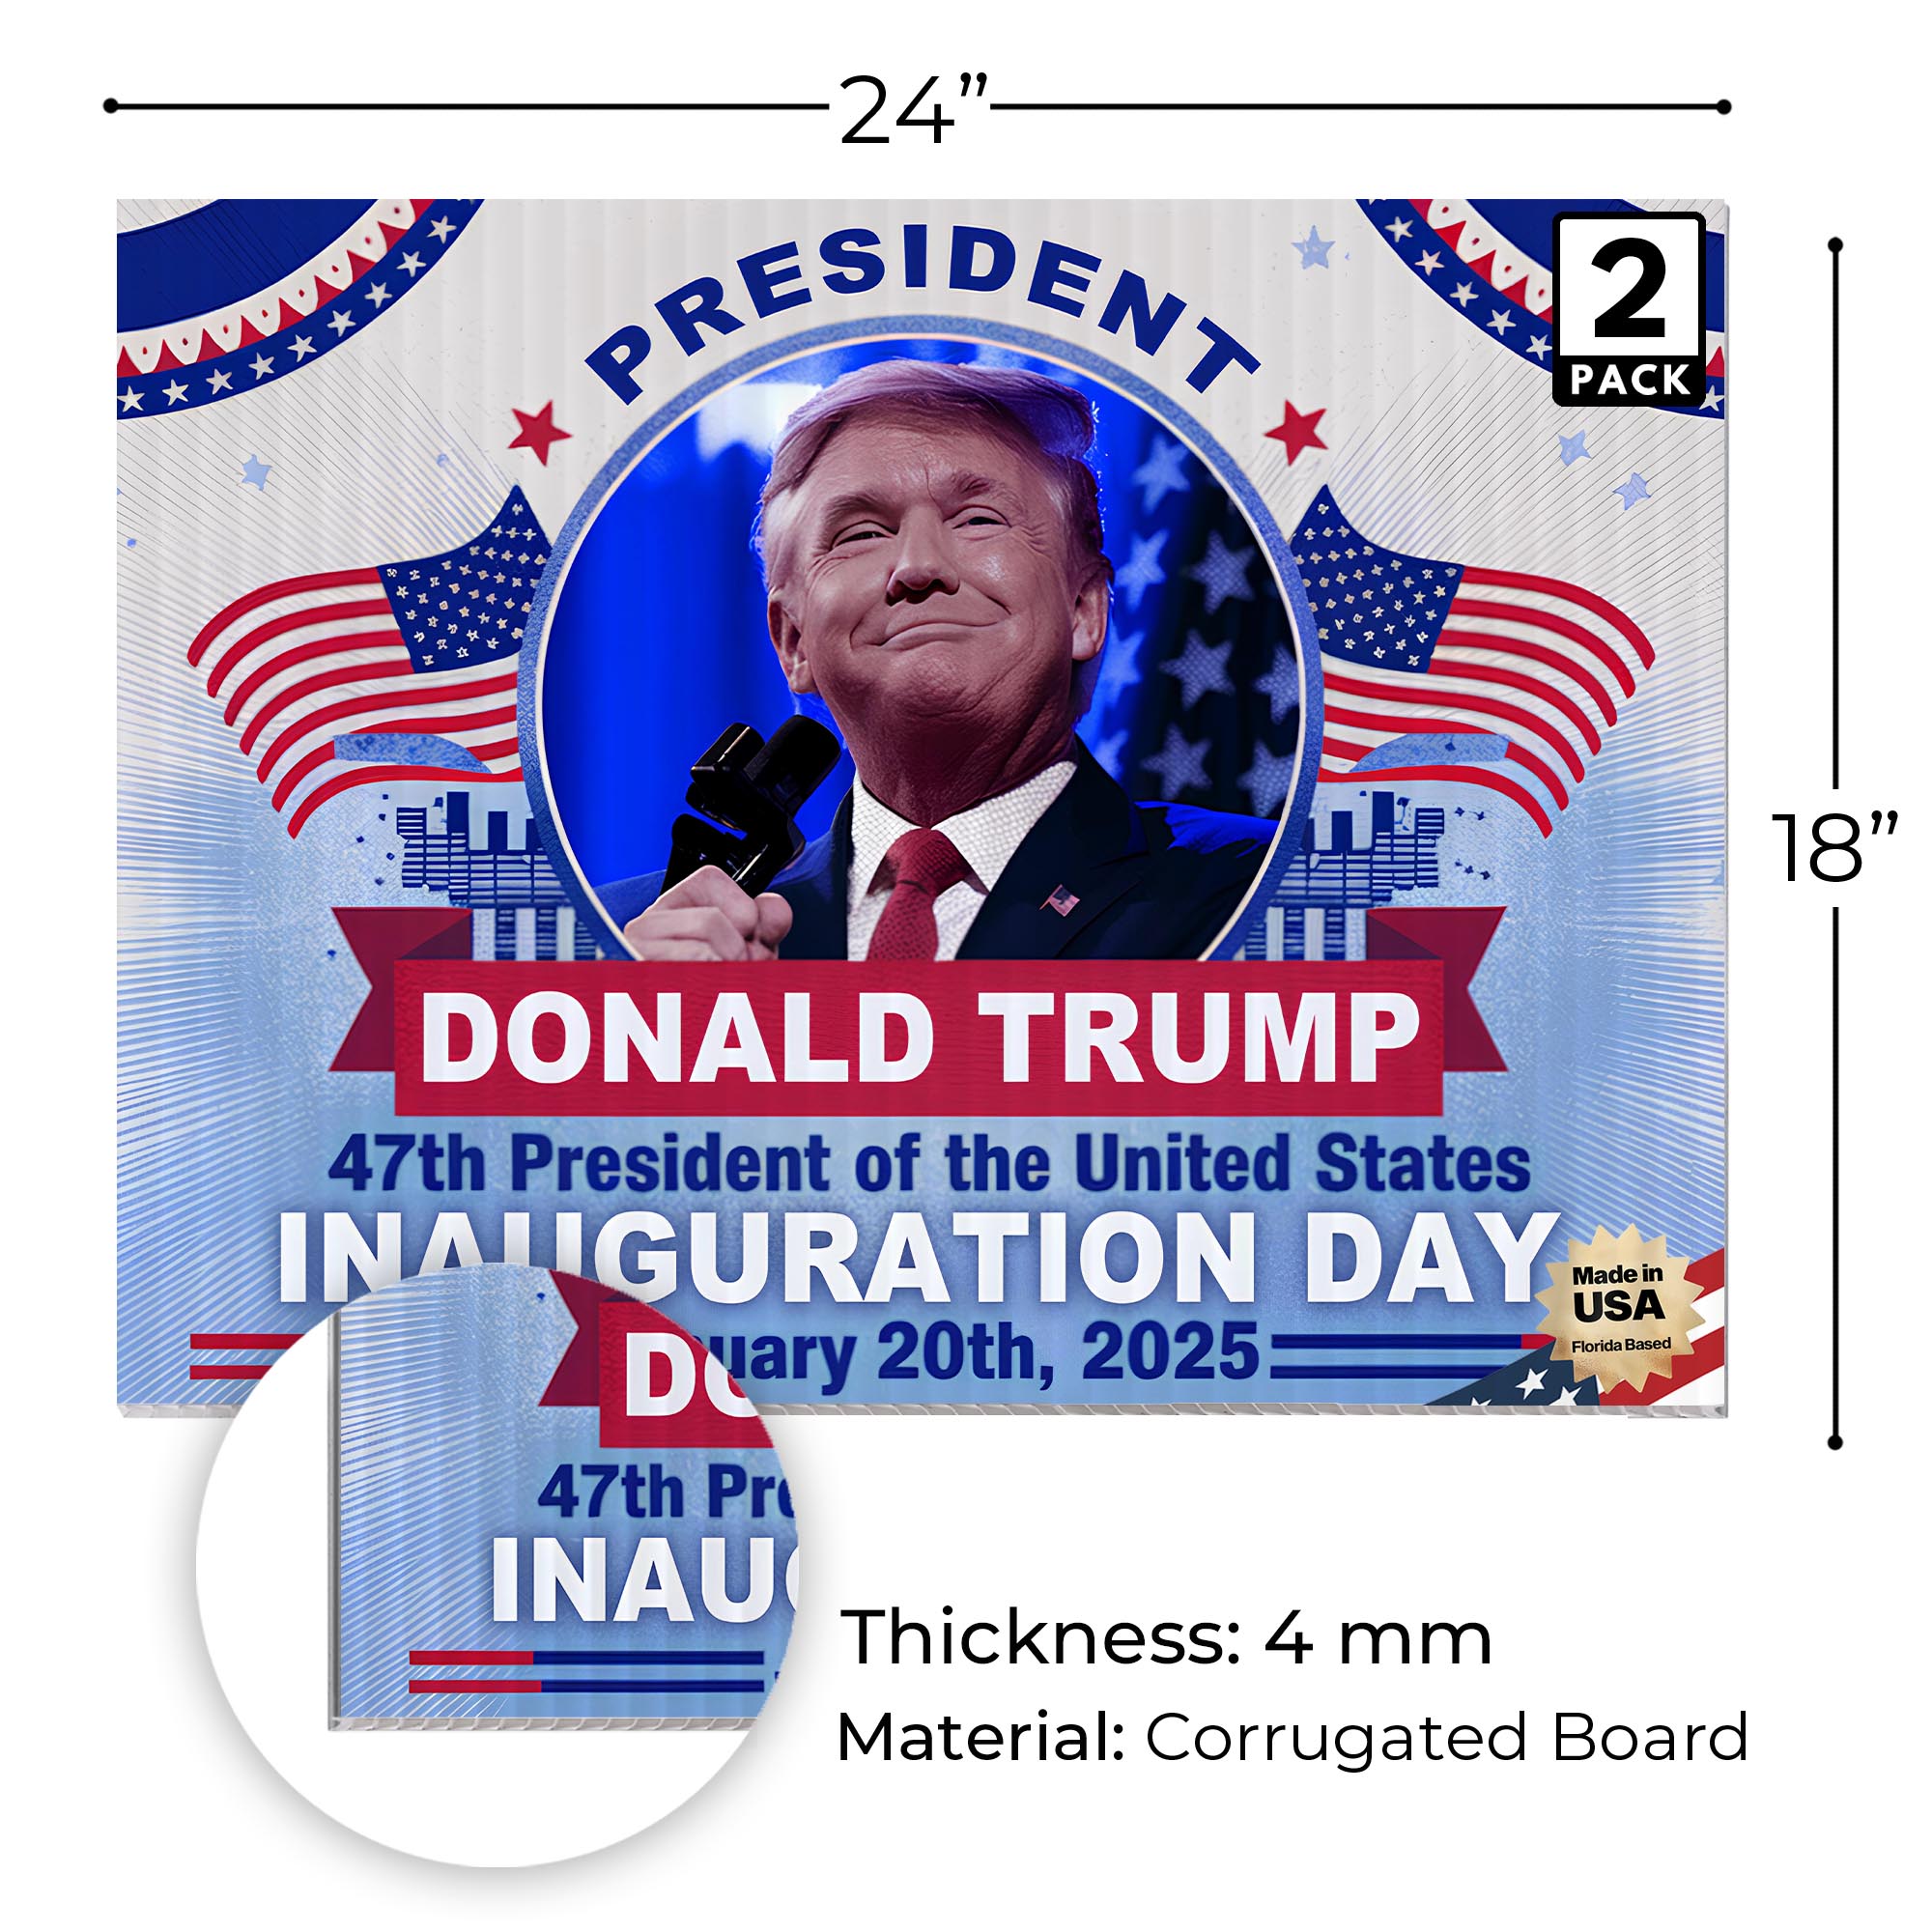 24”
PRESIDENT
2
PACK
18”
DONALD TRUMP
47th President of the United States
INAUGURATION DAY
uary 20th, 2025
Made in
USA
Florida Based
DO
47th Pre
INAUG
Thickness: 4 mm
Material: Corrugated Board